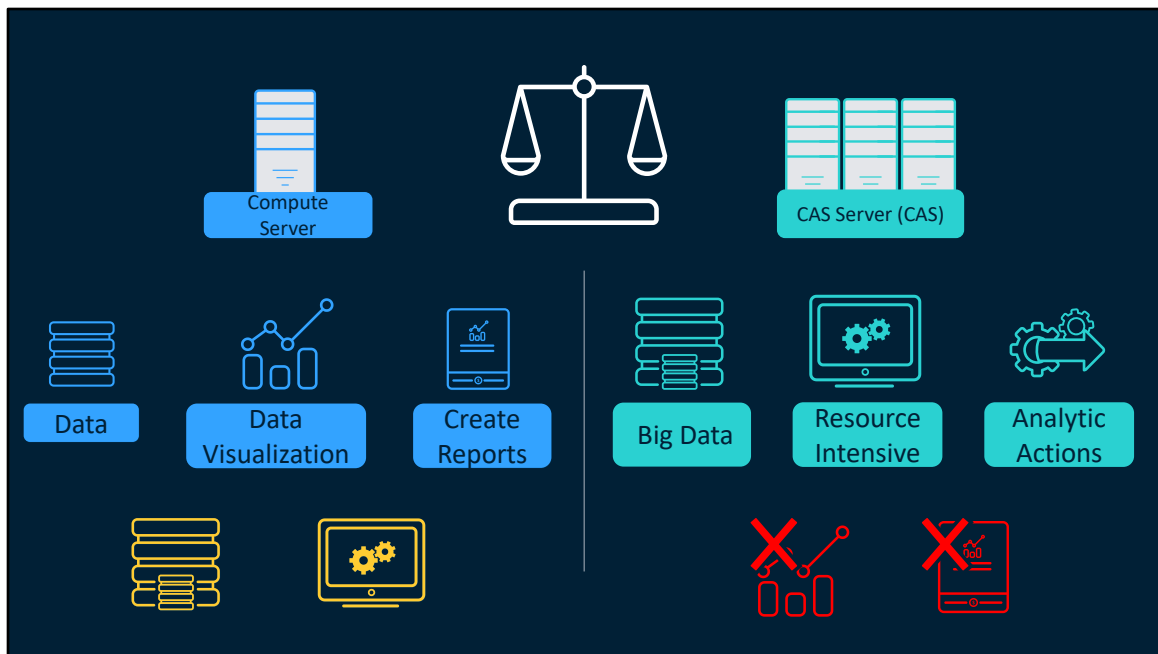 Compute
Server
CAS Server (CAS)
Data
Data
Visualization
Create
Reports
Big Data
Resource
Intensive
Analytic
Actions